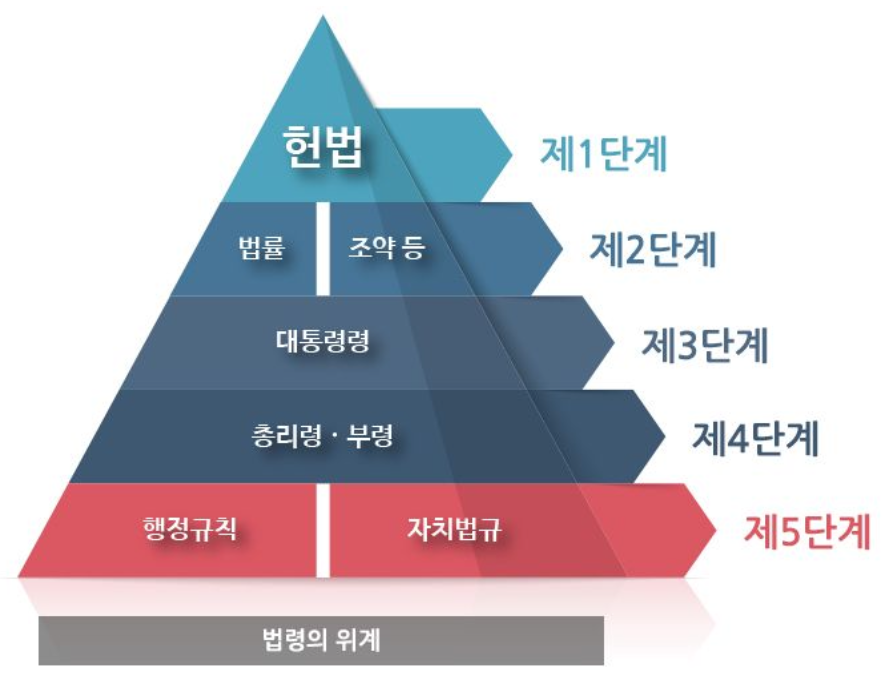 헌법
제1단계
법률 조약 등
제2단계
대통령령
제3단계
총리령 · 부령
제4단계
행정규칙 자치법규
제5단계
법령의 위계